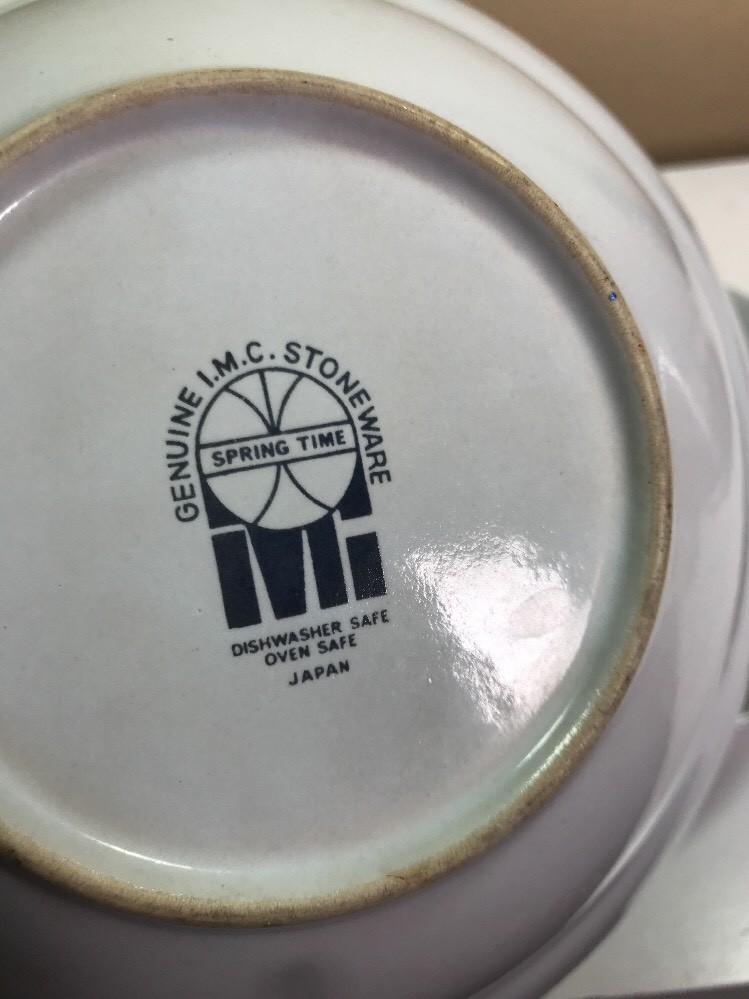 GENUINE I.M.C. STONEWARE
SPRING TIME
DISHWASHER SAFE
OVEN SAFE
JAPAN